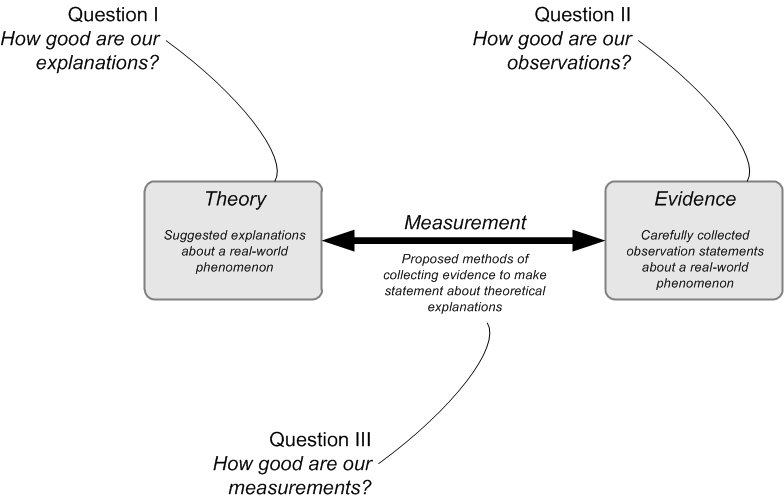 Question I
How good are our
explanations?
Question II
How good are our
observations?
Theory
Suggested explanations
about a real-world
phenomenon
Measurement
Proposed methods of
collecting evidence to make
statement about theoretical
explanations
Evidence
Carefully collected
observation statements
about a real-world
phenomenon
Question III
How good are our
measurements?